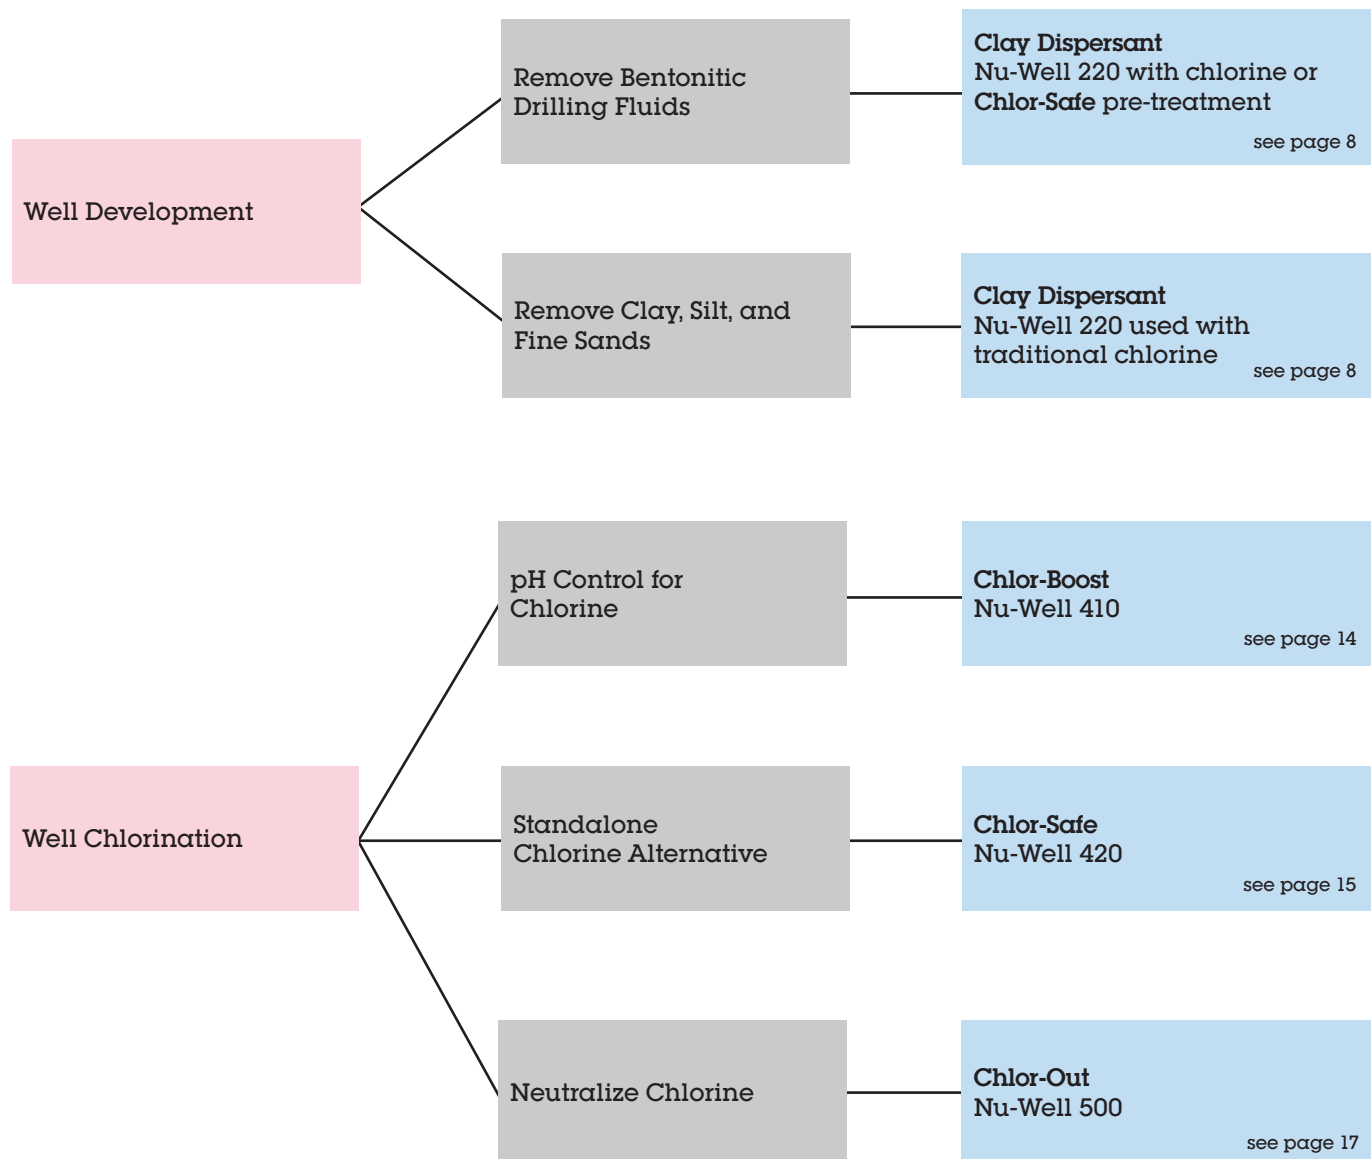 Well Development
Remove Bentonitic
Drilling Fluids
Clay Dispersant
Nu-Well 220 with chlorine or
Chlor-Safe pre-treatment
see page 8
Remove Clay, Silt, and
Fine Sands
Clay Dispersant
Nu-Well 220 used with
traditional chlorine
see page 8
Well Chlorination
pH Control for
Chlorine
Chlor-Boost
Nu-Well 410
see page 14
Standalone
Chlorine Alternative
Chlor-Safe
Nu-Well 420
see page 15
Neutralize Chlorine
Chlor-Out
Nu-Well 500
see page 17